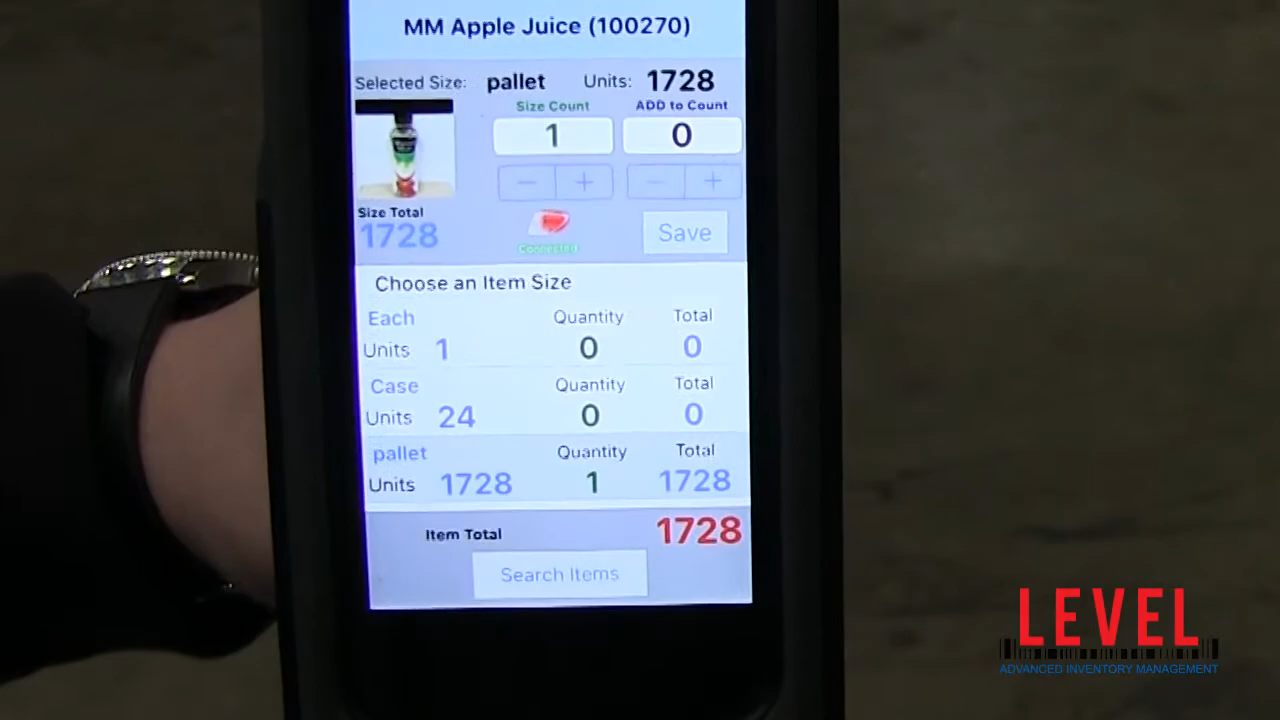 MM Apple Juice (100270)
Selected Size: pallet Units: 1728
Size Count ADD to Count
1 0
− + − +
Size Total
1728
Connected
Save
Choose an Item Size
Each Quantity Total
Units 1 0 0
Case Quantity Total
Units 24 0 0
pallet Quantity Total
Units 1728 1 1728
Item Total 1728
Search Items
LEVEL
ADVANCED INVENTORY MANAGEMENT